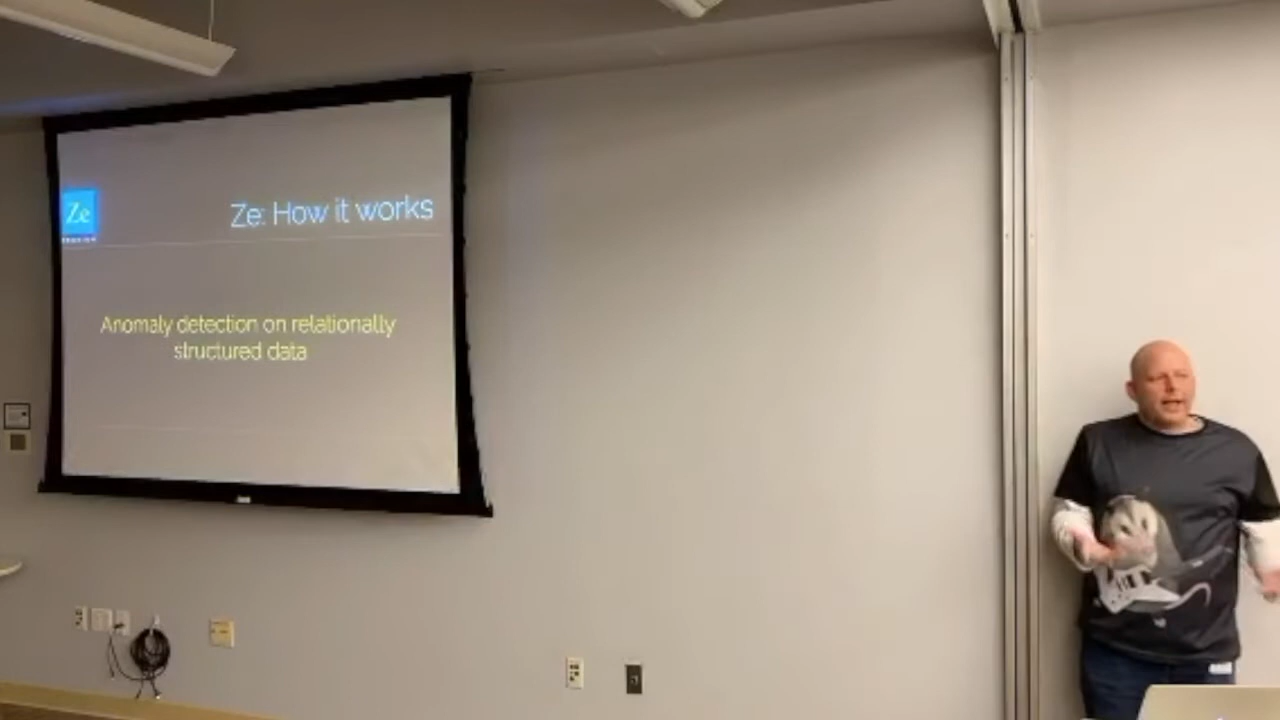 Ze
Ze: How it works
Anomaly detection on relationally
structured data